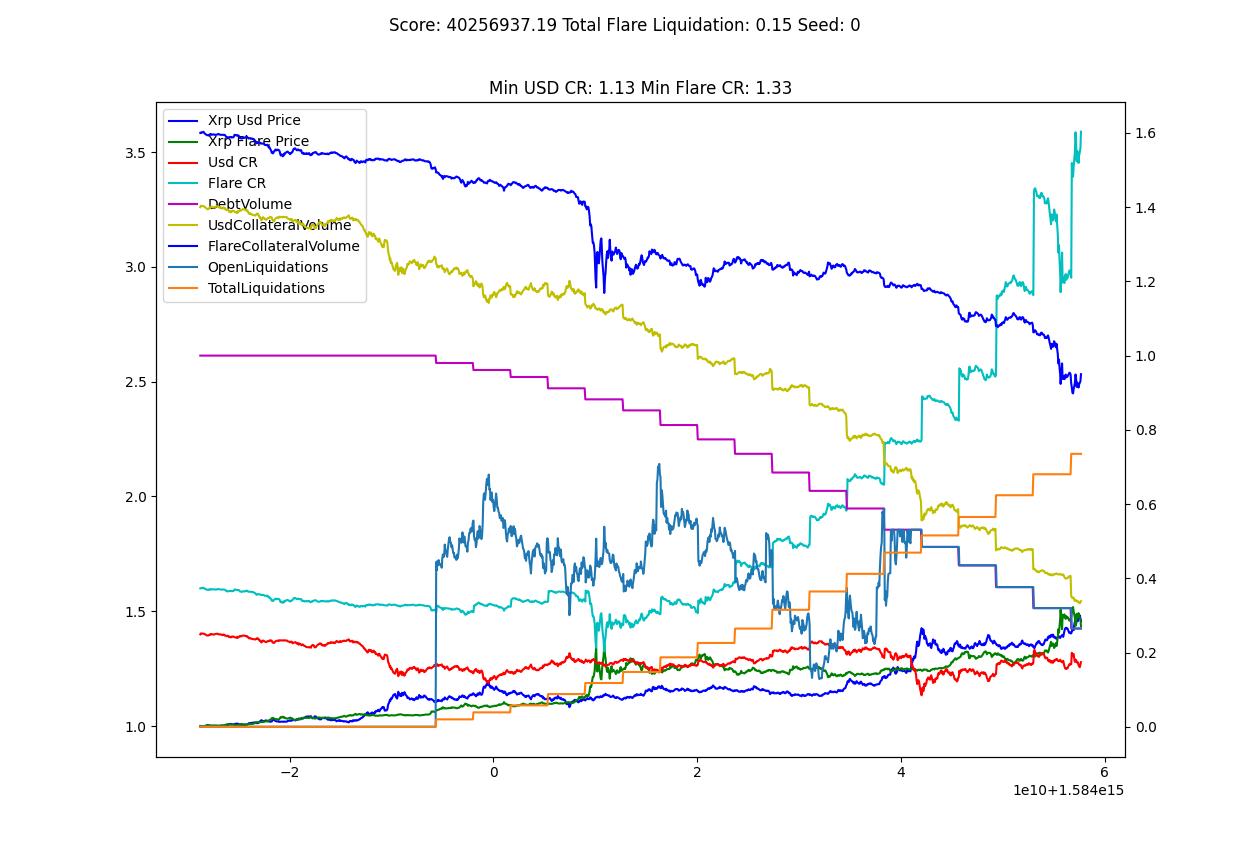 Score: 40256937.19 Total Flare Liquidation: 0.15 Seed: 0
Min USD CR: 1.13 Min Flare CR: 1.33
Xrp Usd Price
Xrp Flare Price
Usd CR
Flare CR
DebtVolume
UsdCollateralVolume
FlareCollateralVolume
OpenLiquidations
TotalLiquidations
3.5
3.0
2.5
2.0
1.5
1.0
1.6
1.4
1.2
1.0
0.8
0.6
0.4
0.2
0.0
−2
0
2
4
6
1e10+1.584e15